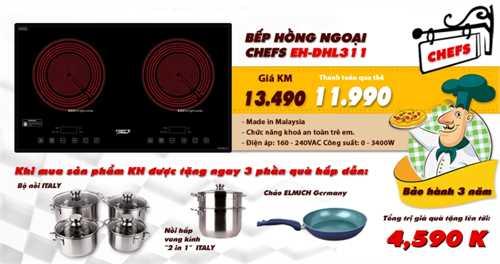 BẾP HỒNG NGOẠI
CHEFS EH-DHL311
CHEFS
Giá KM
Thanh toán qua thẻ
13.490
11.990
- Made in Malaysia
- Chức năng khoá an toàn trẻ em.
- Điện áp: 160 - 240VAC Công suất: 0 - 3400W
Khi mua sản phẩm KN được tặng ngay 3 phần quà hấp dẫn:
Bảo hành 3 năm
Bộ nồi ITALY
Chảo ELMICH Germany
Nồi hấp
vung kính
"2 in 1" ITALY
Tổng trị giá quà tặng lên tới:
4,590 K